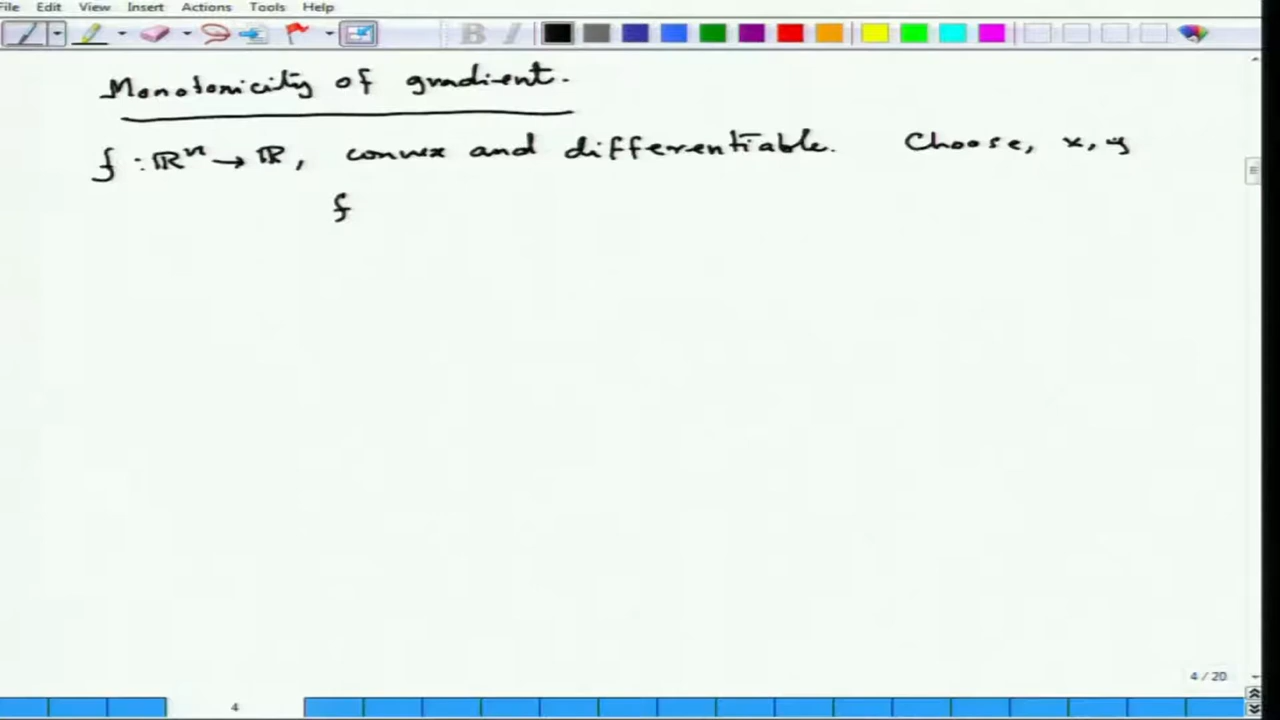 File Edit View Insert Actions Tools Help
Monotonicity of gradient.
f : ℝⁿ → ℝ, convex and differentiable. Choose, x, y
f
4 / 20
4